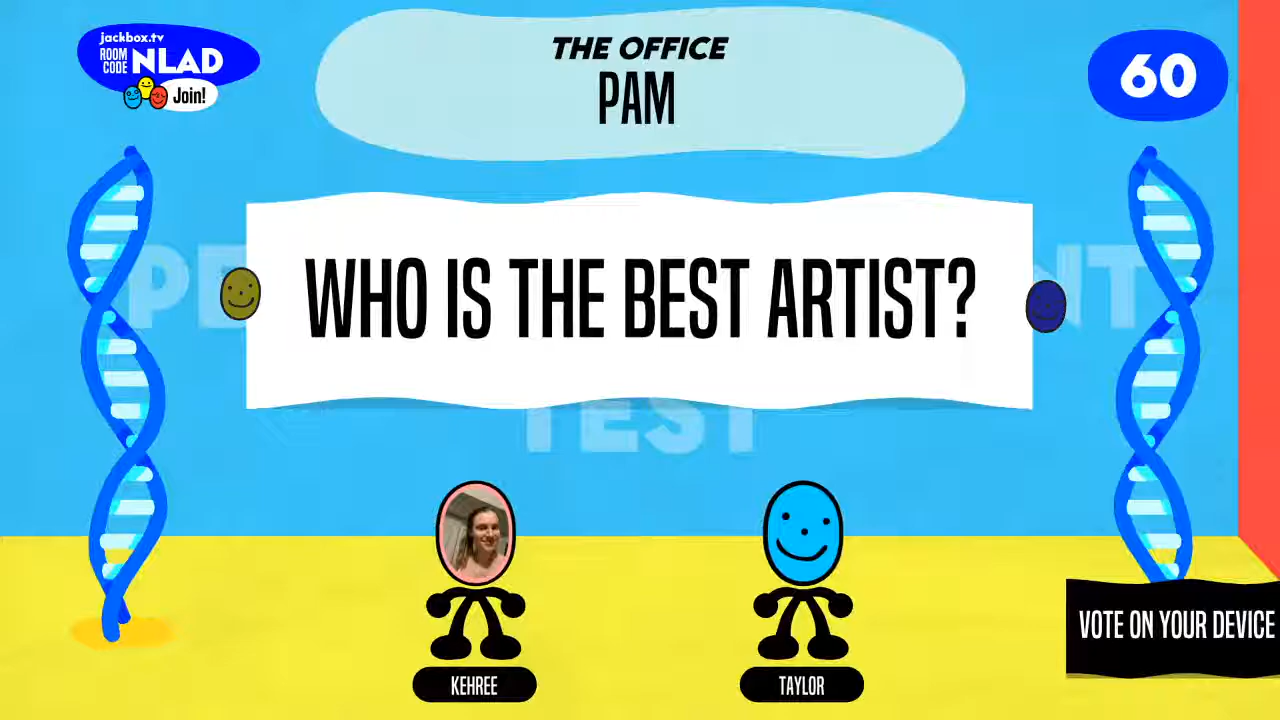 jackbox.tv
ROOM CODE NLAD
Join!
THE OFFICE
PAM
60
WHO IS THE BEST ARTIST?
TEST
VOTE ON YOUR DEVICE
KEHREE
TAYLOR